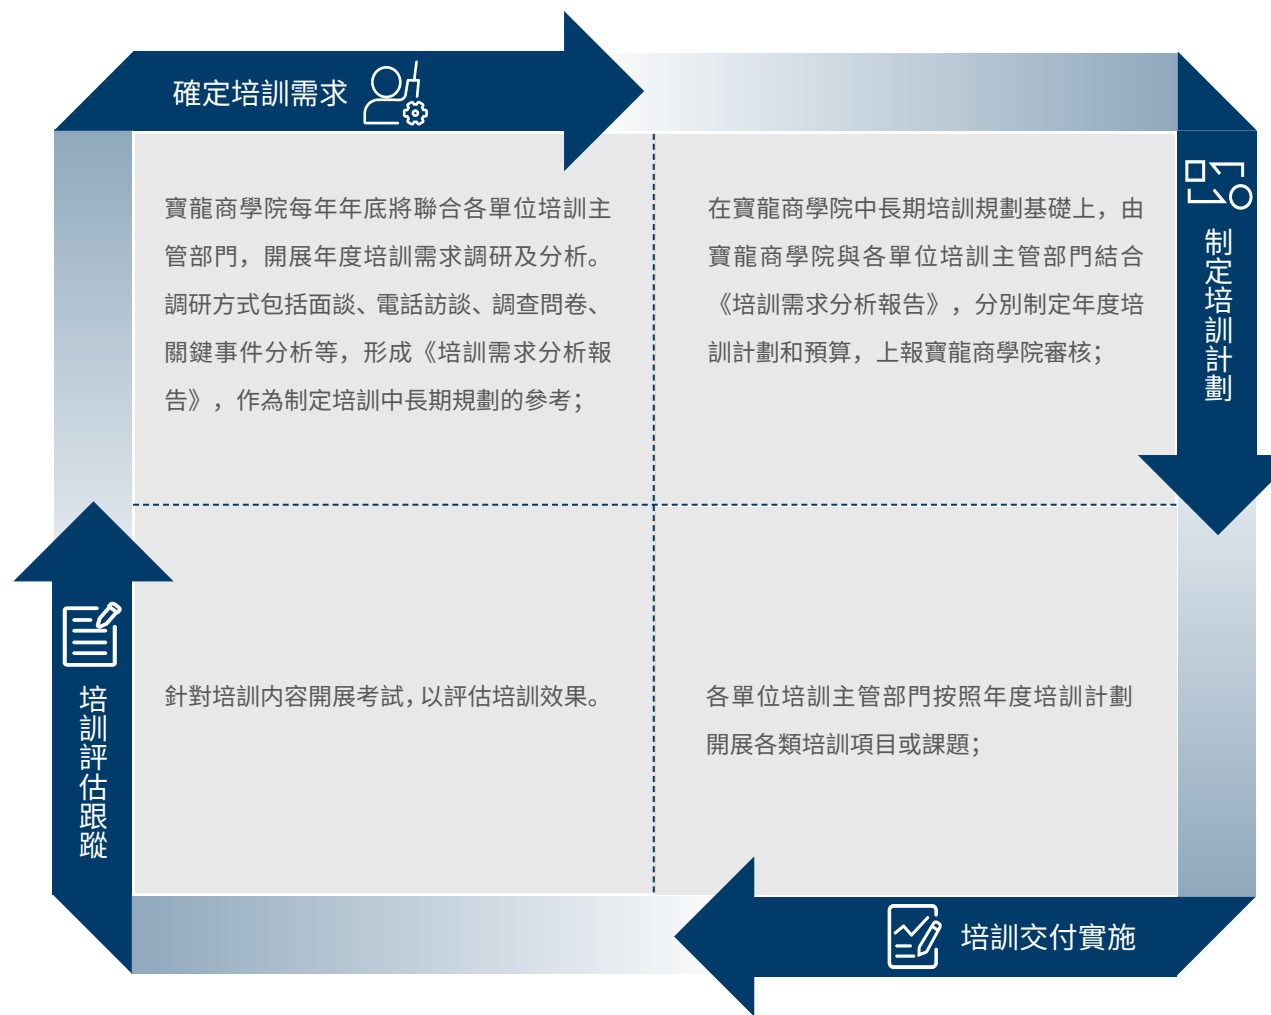 確定培訓需求
寶龍商學院每年年底將聯合各單位培訓主
管部門，開展年度培訓需求調研及分析。
調研方式包括面談、電話訪談、調查問卷、
關鍵事件分析等，形成《培訓需求分析報
告》，作為制定培訓中長期規劃的參考；
在寶龍商學院中長期培訓規劃基礎上，由
寶龍商學院與各單位培訓主管部門結合
《培訓需求分析報告》，分別制定年度培
訓計劃和預算，上報寶龍商學院審核；
制定培訓計劃
培訓評估跟蹤
針對培訓内容開展考試，以評估培訓效果。
各單位培訓主管部門按照年度培訓計劃
開展各類培訓項目或課題；
培訓交付實施